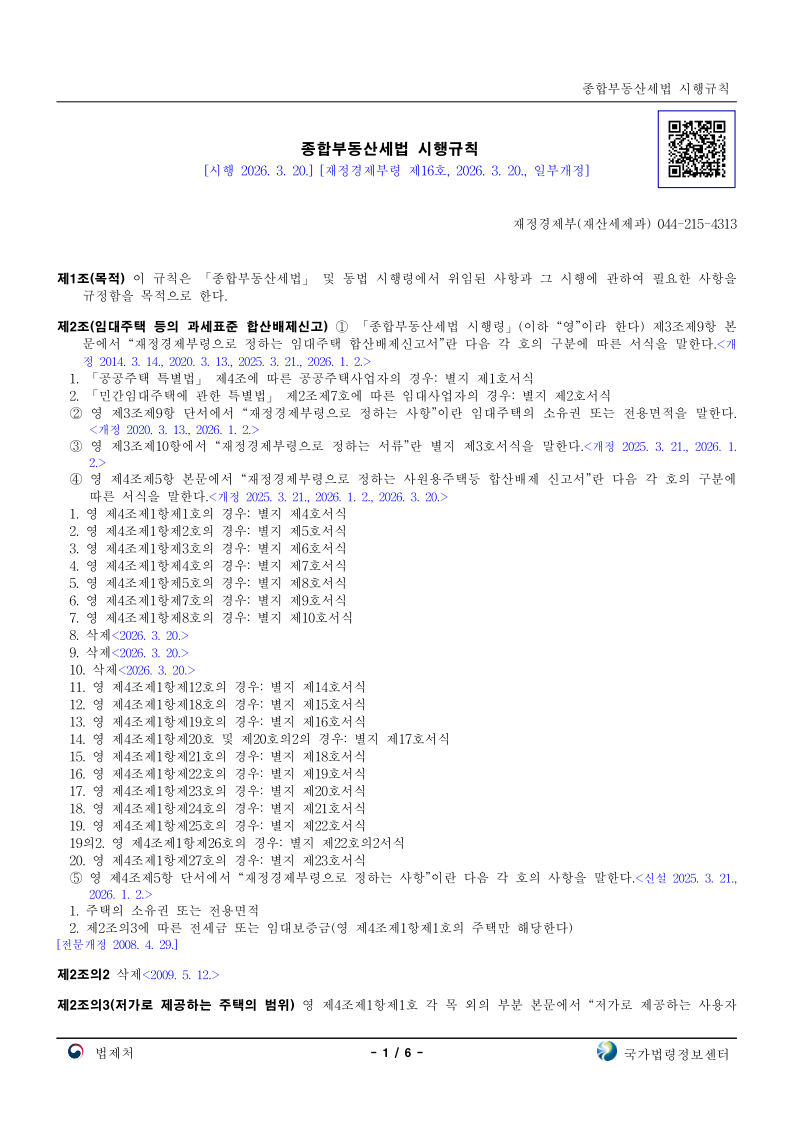 종합부동산세법 시행규칙
종합부동산세법 시행규칙
[시행 2026. 3. 20.] [재정경제부령 제16호, 2026. 3. 20., 일부개정]
재정경제부(재산세제과) 044-215-4313
제1조(목적) 이 규칙은 「종합부동산세법」 및 동법 시행령에서 위임된 사항과 그 시행에 관하여 필요한 사항을
규정함을 목적으로 한다.
제2조(임대주택 등의 과세표준 합산배제신고) ① 「종합부동산세법 시행령」(이하 “영”이라 한다) 제3조제9항 본
문에서 “재정경제부령으로 정하는 임대주택 합산배제신고서”란 다음 각 호의 구분에 따른 서식을 말한다.<개
정 2014. 3. 14., 2020. 3. 13., 2025. 3. 21., 2026. 1. 2.>
1. 「공공주택 특별법」 제4조에 따른 공공주택사업자의 경우: 별지 제1호서식
2. 「민간임대주택에 관한 특별법」 제2조제7호에 따른 임대사업자의 경우: 별지 제2호서식
② 영 제3조제9항 단서에서 “재정경제부령으로 정하는 사항”이란 임대주택의 소유권 또는 전용면적을 말한다.
<개정 2020. 3. 13., 2026. 1. 2.>
③ 영 제3조제10항에서 “재정경제부령으로 정하는 서류”란 별지 제3호서식을 말한다.<개정 2025. 3. 21., 2026. 1.
2.>
④ 영 제4조제5항 본문에서 “재정경제부령으로 정하는 사원용주택등 합산배제 신고서”란 다음 각 호의 구분에
따른 서식을 말한다.<개정 2025. 3. 21., 2026. 1. 2., 2026. 3. 20.>
1. 영 제4조제1항제1호의 경우: 별지 제4호서식
2. 영 제4조제1항제2호의 경우: 별지 제5호서식
3. 영 제4조제1항제3호의 경우: 별지 제6호서식
4. 영 제4조제1항제4호의 경우: 별지 제7호서식
5. 영 제4조제1항제5호의 경우: 별지 제8호서식
6. 영 제4조제1항제7호의 경우: 별지 제9호서식
7. 영 제4조제1항제8호의 경우: 별지 제10호서식
8. 삭제<2026. 3. 20.>
9. 삭제<2026. 3. 20.>
10. 삭제<2026. 3. 20.>
11. 영 제4조제1항제12호의 경우: 별지 제14호서식
12. 영 제4조제1항제18호의 경우: 별지 제15호서식
13. 영 제4조제1항제19호의 경우: 별지 제16호서식
14. 영 제4조제1항제20호 및 제20호의2의 경우: 별지 제17호서식
15. 영 제4조제1항제21호의 경우: 별지 제18호서식
16. 영 제4조제1항제22호의 경우: 별지 제19호서식
17. 영 제4조제1항제23호의 경우: 별지 제20호서식
18. 영 제4조제1항제24호의 경우: 별지 제21호서식
19. 영 제4조제1항제25호의 경우: 별지 제22호서식
19의2. 영 제4조제1항제26호의 경우: 별지 제22호의2서식
20. 영 제4조제1항제27호의 경우: 별지 제23호서식
⑤ 영 제4조제5항 단서에서 “재정경제부령으로 정하는 사항”이란 다음 각 호의 사항을 말한다.<신설 2025. 3. 21.,
2026. 1. 2.>
1. 주택의 소유권 또는 전용면적
2. 제2조의3에 따른 전세금 또는 임대보증금(영 제4조제1항제1호의 주택만 해당한다)
[전문개정 2008. 4. 29.]
제2조의2 삭제<2009. 5. 12.>
제2조의3(저가로 제공하는 주택의 범위) 영 제4조제1항제1호 각 목 외의 부분 본문에서 “저가로 제공하는 사용자
법제처
- 1 / 6 -
국가법령정보센터